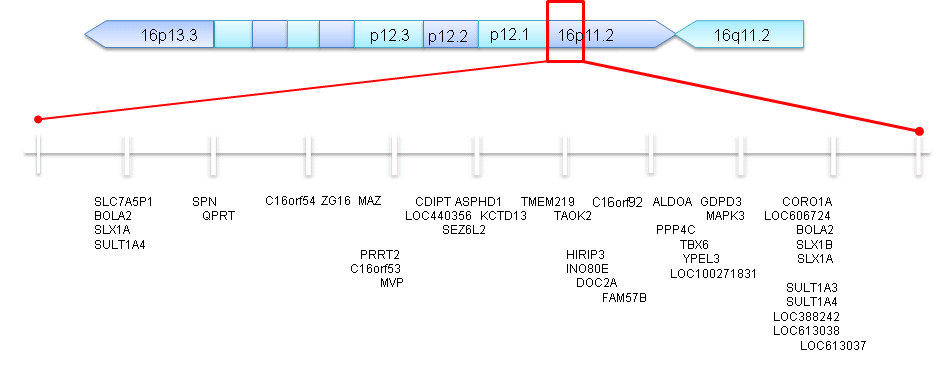 16p13.3 p12.3 p12.2 p12.1 16p11.2 16q11.2
SLC7A5P1
BOLA2
SLX1A
SULT1A4
SPN
QPRT
C16orf54 ZG16 MAZ
PRRT2
C16orf53
MVP
CDIPT ASPHD1
LOC440356 KCTD13
SEZ6L2
TMEM219
TAOK2
HIRIP3
INO80E
DOC2A
FAM57B
C16orf92
ALDOA GDPD3
MAPK3
PPP4C
TBX6
YPEL3
LOC100271831
CORO1A
LOC606724
BOLA2
SLX1B
SLX1A
SULT1A3
SULT1A4
LOC388242
LOC613038
LOC613037